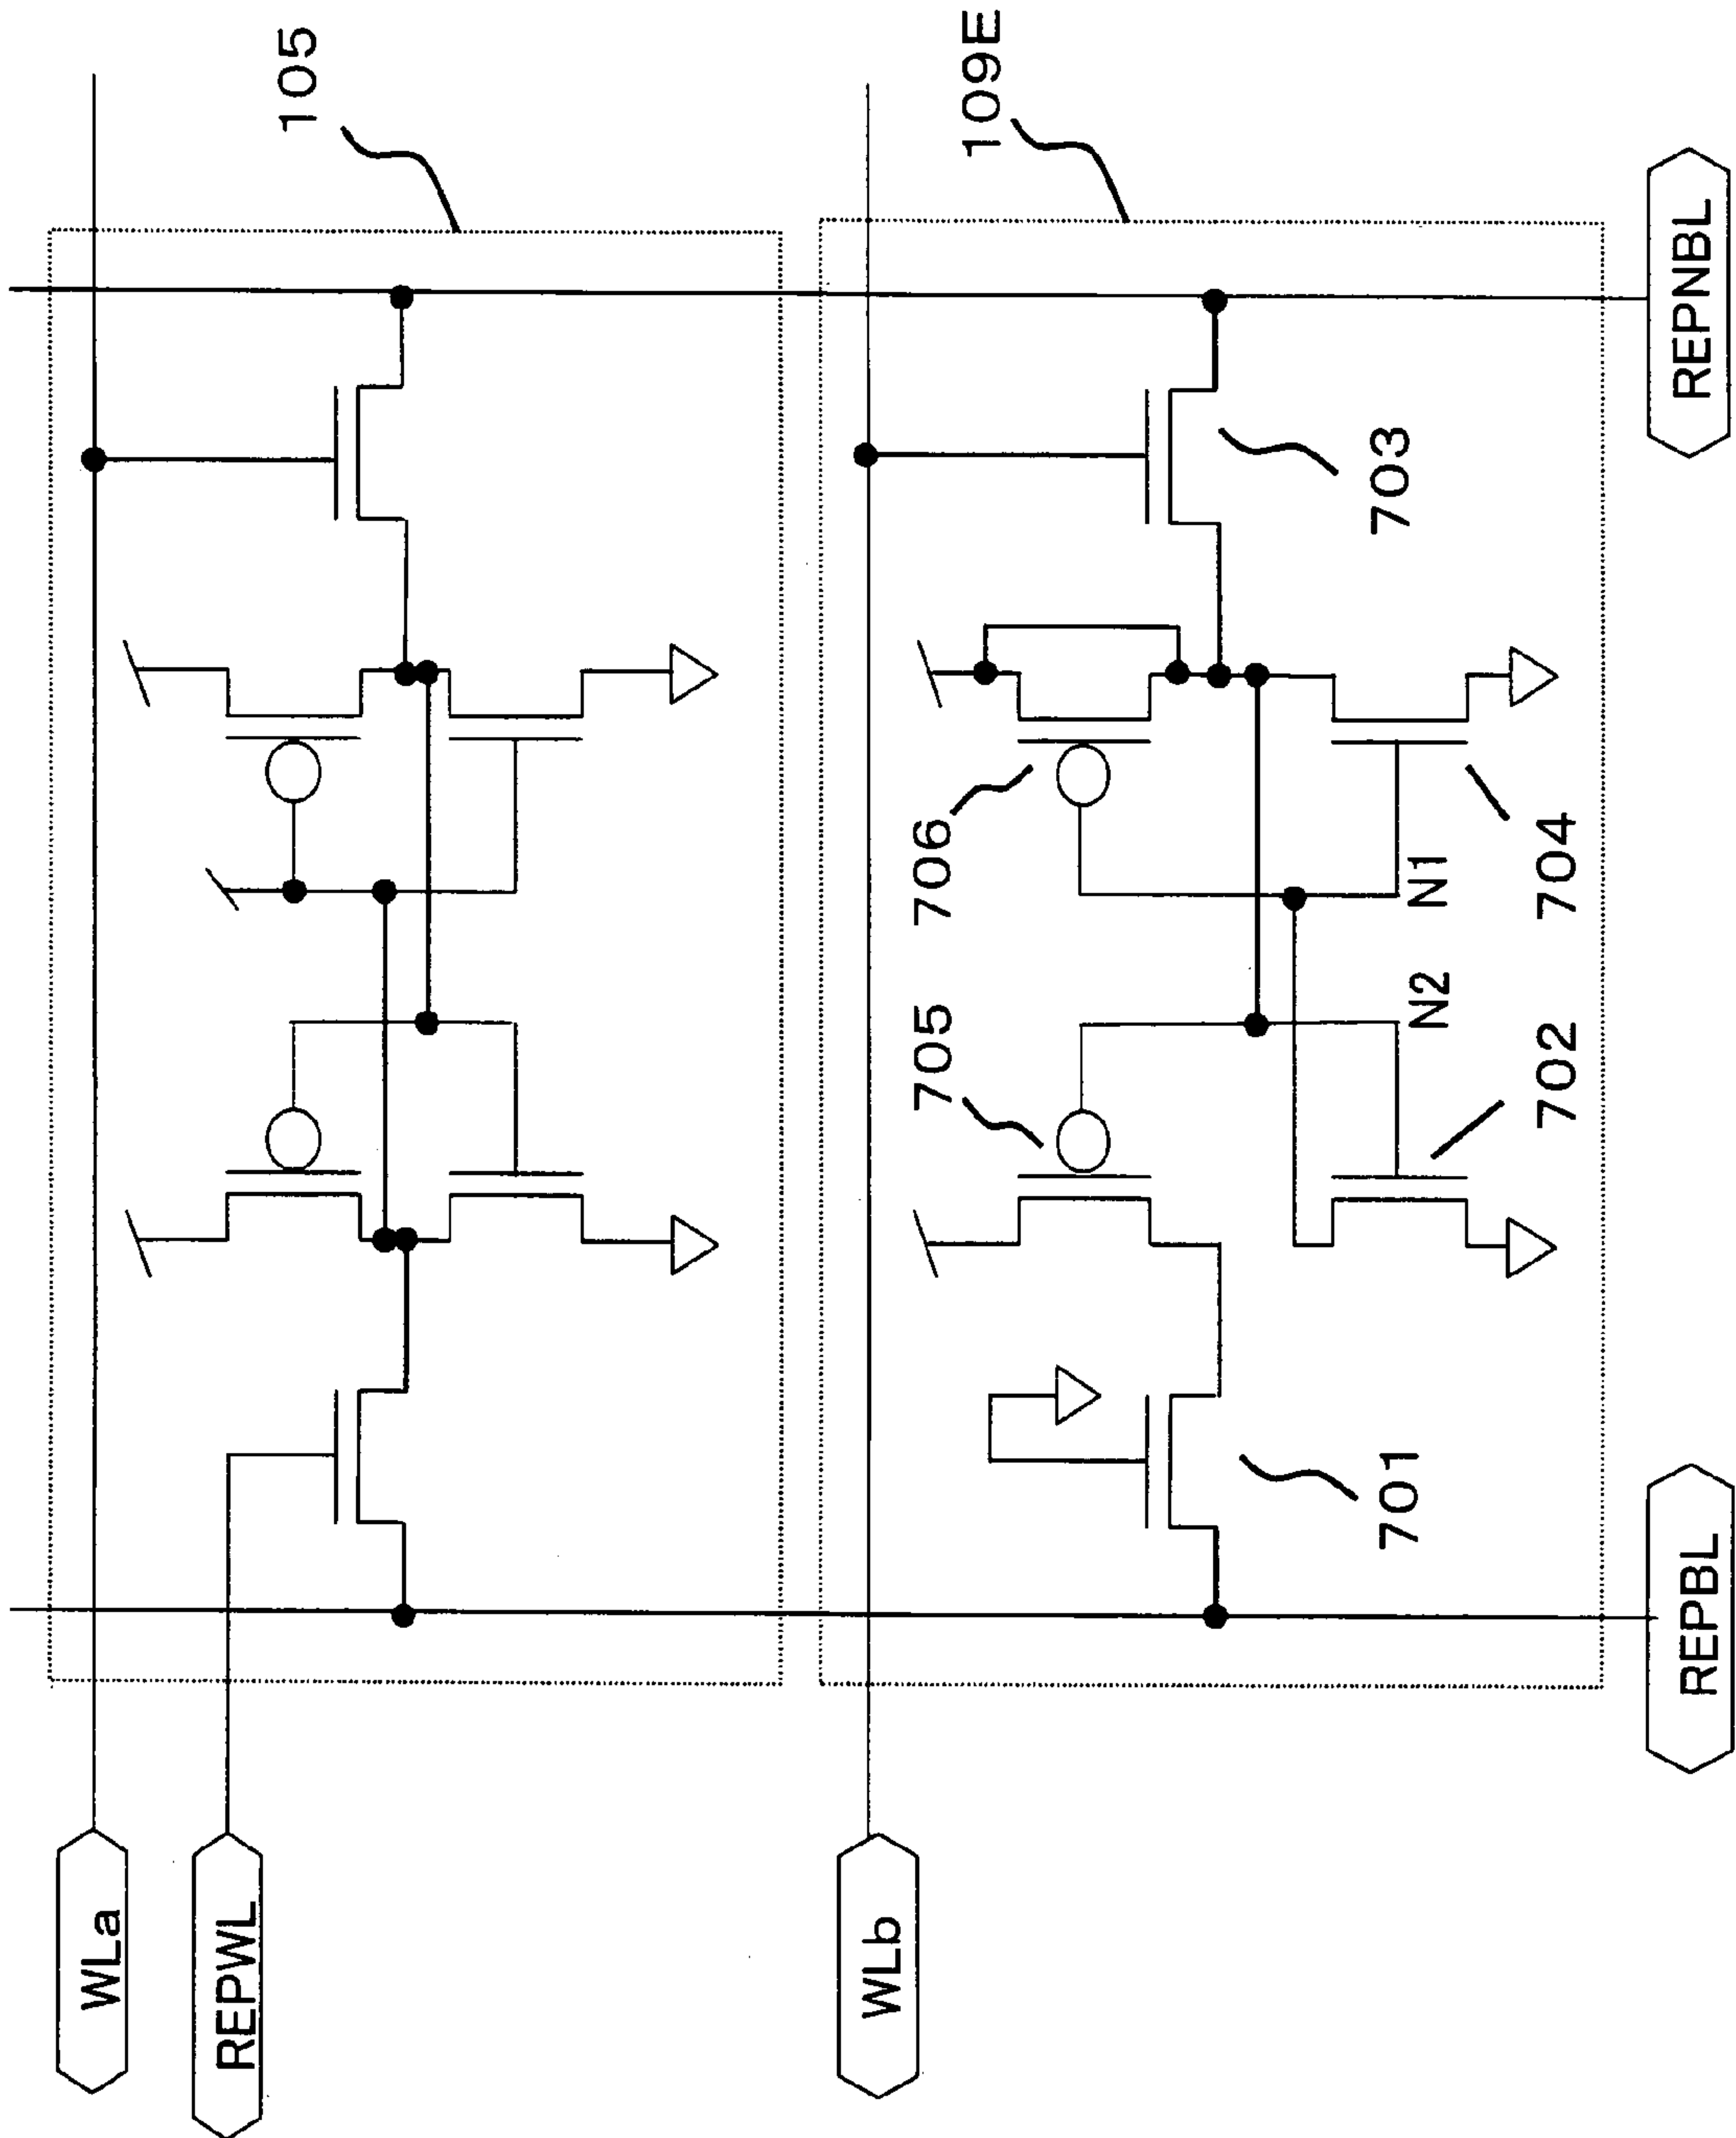 WLa
REPWL
105
WLb
109E
705
706
N2
N1
703
701
702
704
REPBL
REPNBL